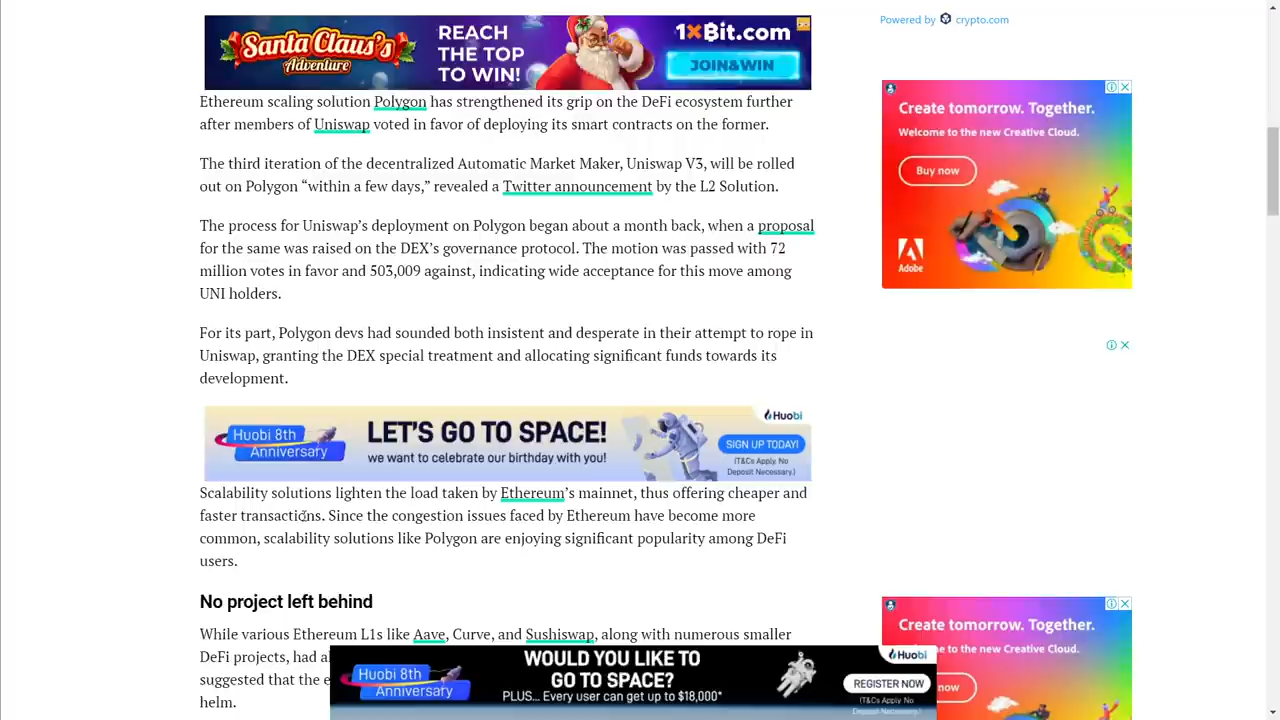 Powered by crypto.com
Santa Claus's
Adventure
REACH
THE TOP
TO WIN!
1xBit.com
JOIN&WIN
Ethereum scaling solution Polygon has strengthened its grip on the DeFi ecosystem further
after members of Uniswap voted in favor of deploying its smart contracts on the former.
The third iteration of the decentralized Automatic Market Maker, Uniswap V3, will be rolled
out on Polygon “within a few days,” revealed a Twitter announcement by the L2 Solution.
The process for Uniswap’s deployment on Polygon began about a month back, when a proposal
for the same was raised on the DEX’s governance protocol. The motion was passed with 72
million votes in favor and 503,009 against, indicating wide acceptance for this move among
UNI holders.
For its part, Polygon devs had sounded both insistent and desperate in their attempt to rope in
Uniswap, granting the DEX special treatment and allocating significant funds towards its
development.
Huobi 8th
Anniversary
LET'S GO TO SPACE!
we want to celebrate our birthday with you!
Huobi
SIGN UP TODAY!
(T&Cs Apply. No
Deposit Necessary.)
Scalability solutions lighten the load taken by Ethereum’s mainnet, thus offering cheaper and
faster transactions. Since the congestion issues faced by Ethereum have become more
common, scalability solutions like Polygon are enjoying significant popularity among DeFi
users.
No project left behind
While various Ethereum L1s like Aave, Curve, and Sushiswap, along with numerous smaller
DeFi projects, had al
suggested that the e
helm.
Huobi 8th
Anniversary
WOULD YOU LIKE TO
GO TO SPACE?
PLUS... Every user can get up to $18,000*
Huobi
REGISTER NOW
(T&Cs Apply. No
Deposit Necessary.)
Create tomorrow. Together.
Welcome to the new Creative Cloud.
Buy now
Adobe
Create tomorrow. Together.
e to the new Creative Cloud.
now